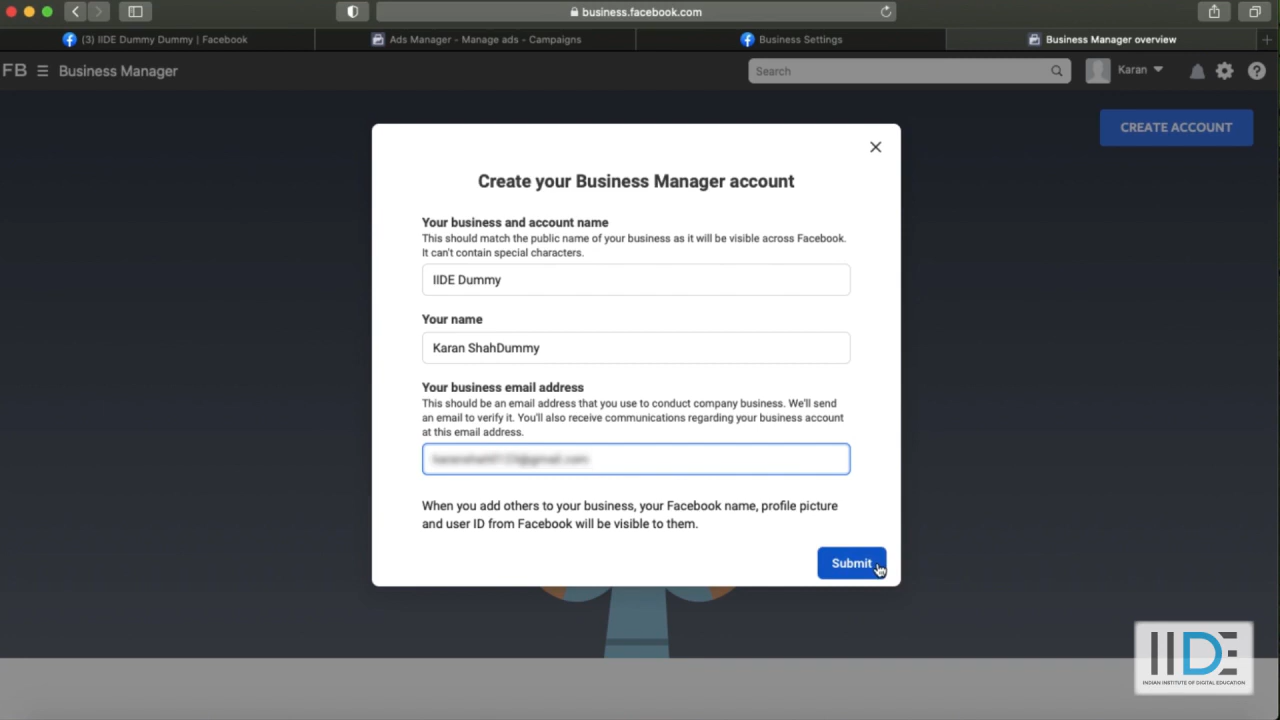 business.facebook.com
(3) IIDE Dummy Dummy | Facebook
Ads Manager - Manage ads - Campaigns
Business Settings
Business Manager overview
FB
Business Manager
Search
Karan
CREATE ACCOUNT
Create your Business Manager account
Your business and account name
This should match the public name of your business as it will be visible across Facebook.
It can't contain special characters.
IIDE Dummy
Your name
Karan ShahDummy
Your business email address
This should be an email address that you use to conduct company business. We'll send
an email to verify it. You'll also receive communications regarding your business account
at this email address.
When you add others to your business, your Facebook name, profile picture
and user ID from Facebook will be visible to them.
Submit
IIDE
INDIAN INSTITUTE OF DIGITAL EDUCATION